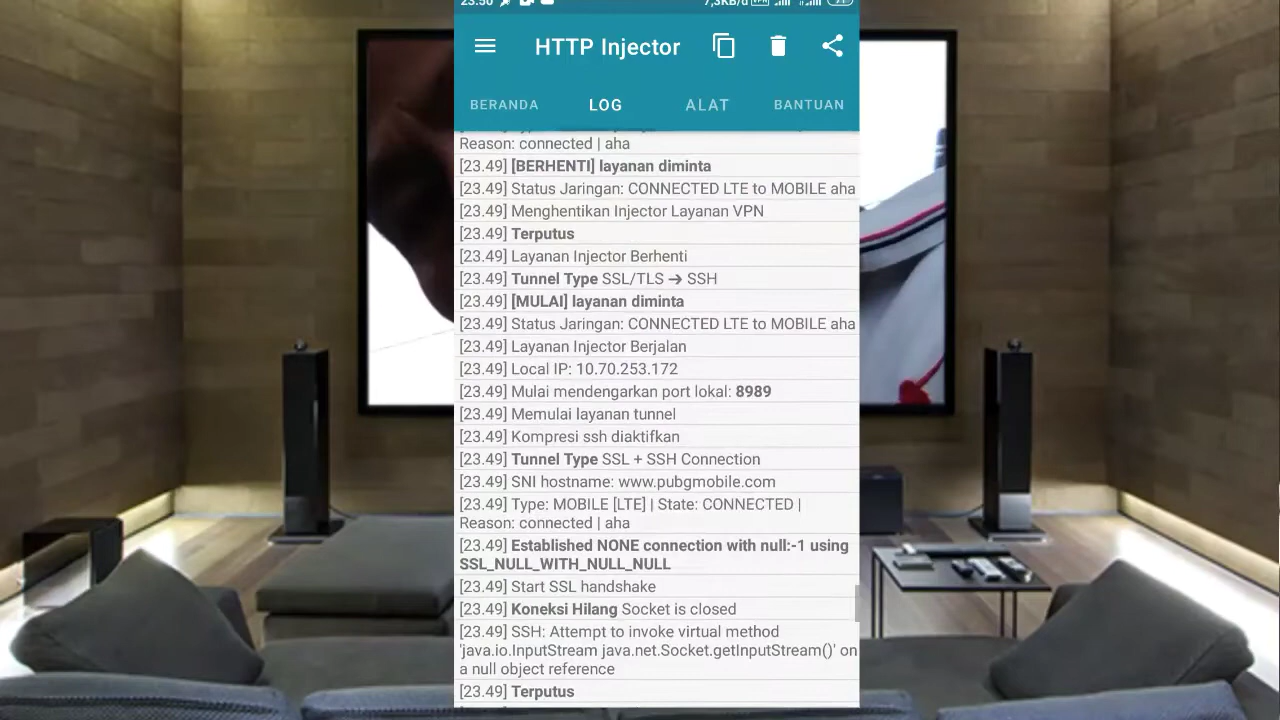 23.50
7,3KB/d
HTTP Injector
BERANDA LOG ALAT BANTUAN
Reason: connected | aha
[23.49] [BERHENTI] layanan diminta
[23.49] Status Jaringan: CONNECTED LTE to MOBILE aha
[23.49] Menghentikan Injector Layanan VPN
[23.49] Terputus
[23.49] Layanan Injector Berhenti
[23.49] Tunnel Type SSL/TLS ➔ SSH
[23.49] [MULAI] layanan diminta
[23.49] Status Jaringan: CONNECTED LTE to MOBILE aha
[23.49] Layanan Injector Berjalan
[23.49] Local IP: 10.70.253.172
[23.49] Mulai mendengarkan port lokal: 8989
[23.49] Memulai layanan tunnel
[23.49] Kompresi ssh diaktifkan
[23.49] Tunnel Type SSL + SSH Connection
[23.49] SNI hostname: www.pubgmobile.com
[23.49] Type: MOBILE [LTE] | State: CONNECTED |
Reason: connected | aha
[23.49] Established NONE connection with null:-1 using
SSL_NULL_WITH_NULL_NULL
[23.49] Start SSL handshake
[23.49] Koneksi Hilang Socket is closed
[23.49] SSH: Attempt to invoke virtual method
'java.io.InputStream java.net.Socket.getInputStream()' on
a null object reference
[23.49] Terputus